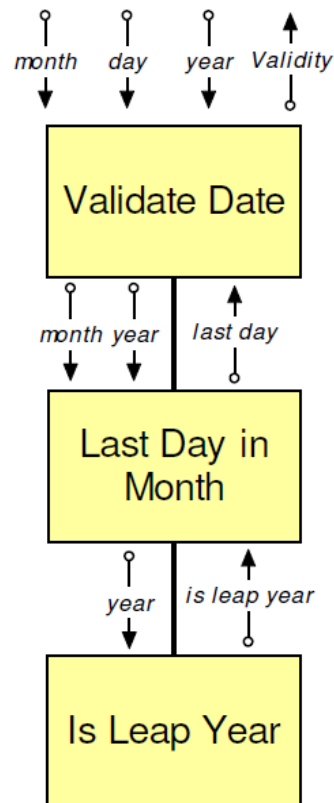 month day year Validity
Validate Date
month year last day
Last Day in
Month
year is leap year
Is Leap Year